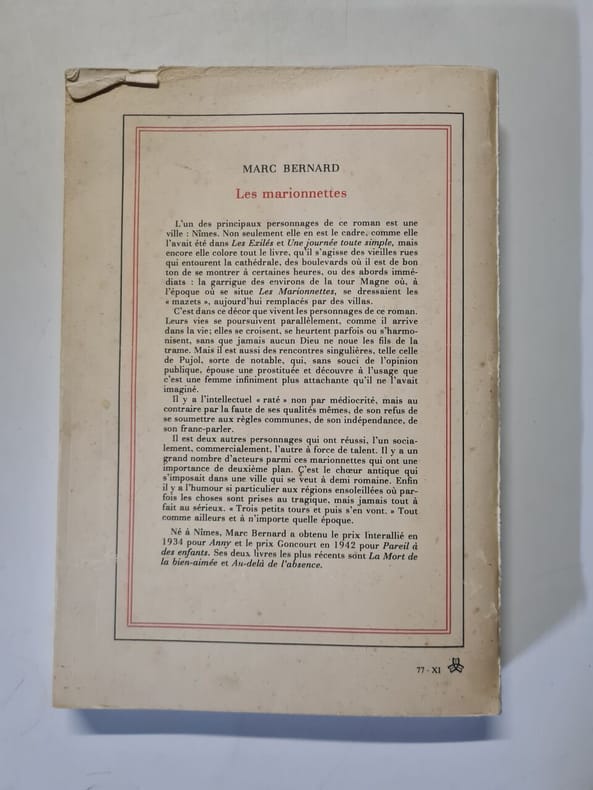 MARC BERNARD
Les marionnettes
L'un des principaux personnages de ce roman est une
ville : Nîmes. Non seulement elle en est le cadre, comme elle
l'avait été dans Les Exilés et Une journée toute simple, mais
encore elle colore tout le livre, qu'il s'agisse des vieilles rues
qui entourent la cathédrale, des boulevards où il est de bon
ton de se montrer à certaines heures, ou des abords immé-
diats : la garrigue des environs de la tour Magne où, à
l'époque où se situe Les Marionnettes, se dressaient les
« mazets », aujourd'hui remplacés par des villas.
C'est dans ce décor que vivent les personnages de ce roman.
Leurs vies se poursuivent parallèlement, comme il arrive
dans la vie; elles se croisent, se heurtent parfois ou s'harmo-
nisent, sans que jamais aucun Dieu ne noue les fils de la
trame. Mais il est aussi des rencontres singulières, telle celle
de Pujol, sorte de notable, qui, sans souci de l'opinion
publique, épouse une prostituée et découvre à l'usage que
c'est une femme infiniment plus attachante qu'il ne l'avait
imaginé.
Il y a l'intellectuel « raté » non par médiocrité, mais au
contraire par la faute de ses qualités mêmes, de son refus de
se soumettre aux règles communes, de son indépendance, de
son franc-parler.
Il est deux autres personnages qui ont réussi, l'un socia-
lement, commercialement, l'autre à force de talent. Il y a un
grand nombre d'acteurs parmi ces marionnettes qui ont une
importance de deuxième plan. C'est le chœur antique qui
s'imposait dans une ville qui se veut à demi romaine. Enfin
il y a l'humour si particulier aux régions ensoleillées où par-
fois les choses sont prises au tragique, mais jamais tout à
fait au sérieux. « Trois petits tours et puis s'en vont. » Tout
comme ailleurs et à n'importe quelle époque.
Né à Nîmes, Marc Bernard a obtenu le prix Interallié en
1934 pour Anny et le prix Goncourt en 1942 pour Pareil à
des enfants. Ses deux livres les plus récents sont La Mort de
la bien-aimée et Au-delà de l'absence.
77 - XI